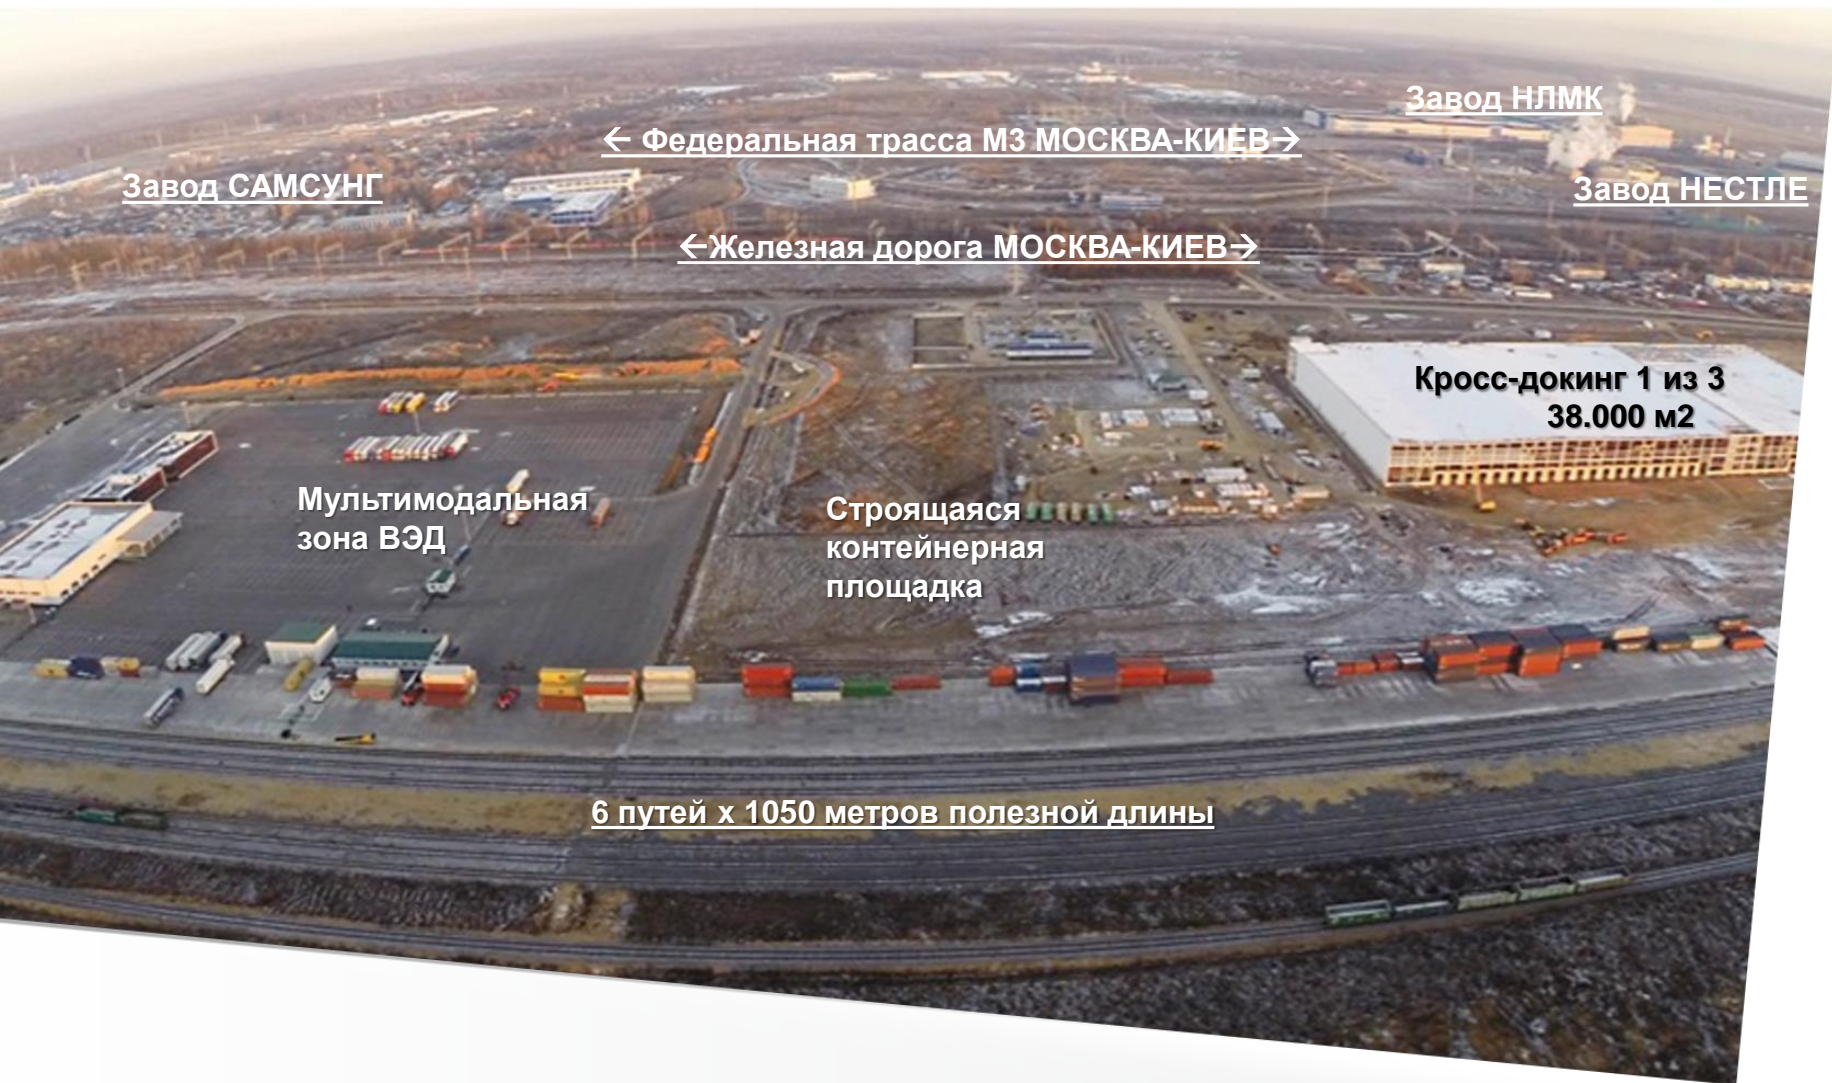 Завод НЛМК
← Федеральная трасса М3 МОСКВА-КИЕВ→
Завод САМСУНГ
Завод НЕСТЛЕ
←Железная дорога МОСКВА-КИЕВ→
Кросс-докинг 1 из 3
38.000 м2
Мультимодальная
зона ВЭД
Строящаяся
контейнерная
площадка
6 путей х 1050 метров полезной длины